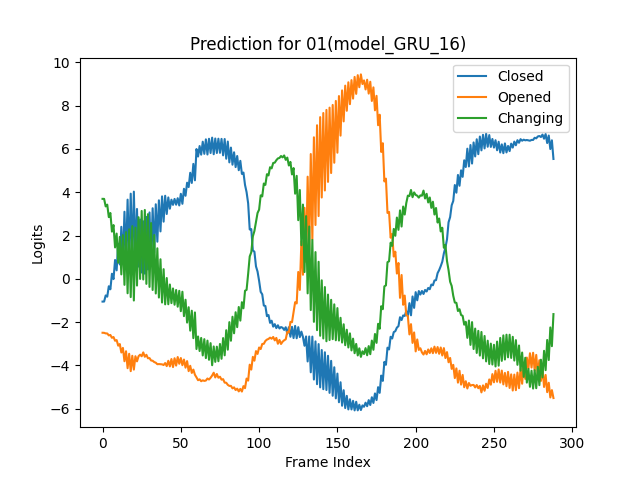 Prediction for 01(model_GRU_16)
Closed
Opened
Changing
Logits
10
8
6
4
2
0
−2
−4
−6
0 50 100 150 200 250 300
Frame Index